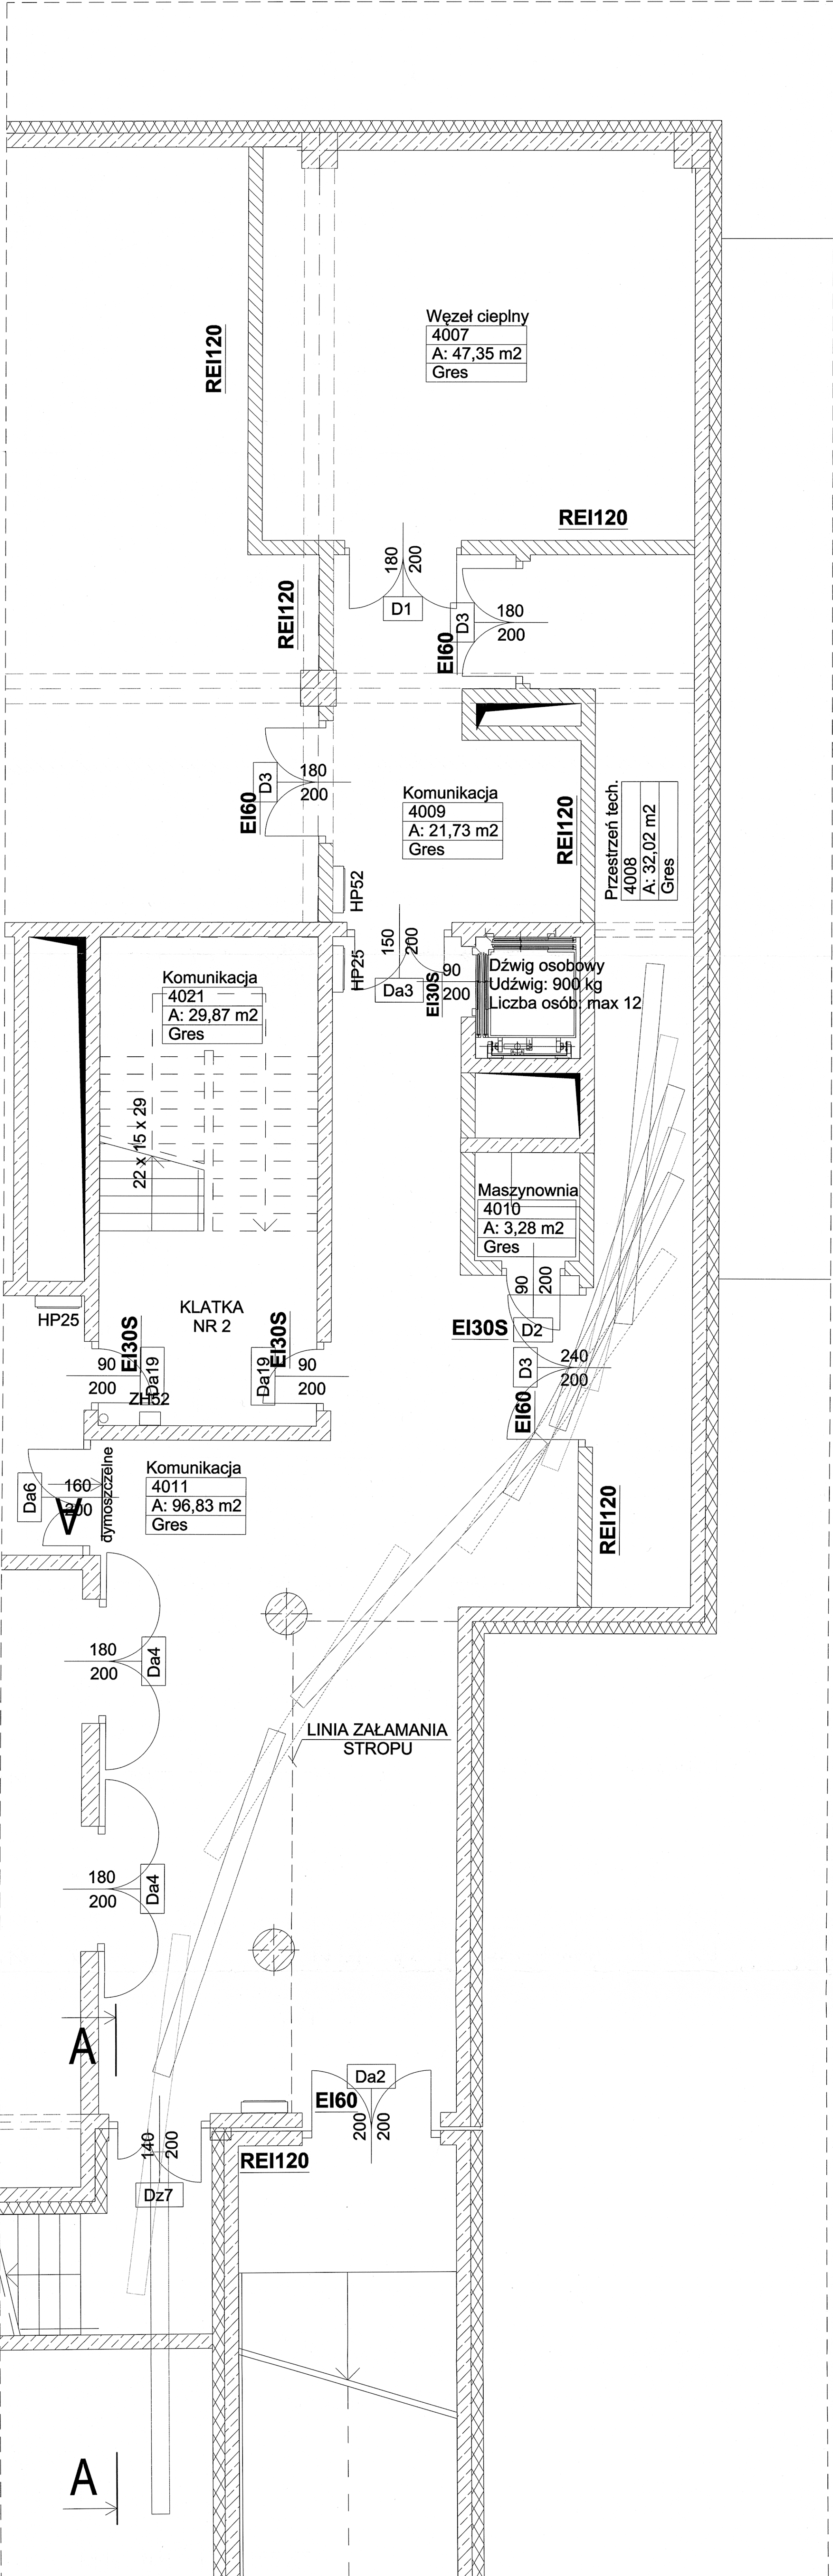 REI120
Węzeł cieplny
4007
A: 47,35 m2
Gres
REI120
180
200
D1
REI120
EI60
D3
180
200
EI60
D3
180
200
Komunikacja
4009
A: 21,73 m2
Gres
REI120
Przestrzeń tech.
4008
A: 32,02 m2
Gres
HP52
HP25
150
200
Da3
EI30S
90
200
Dźwig osobowy
Udźwig: 900 kg
Liczba osób: max 12
Komunikacja
4021
A: 29,87 m2
Gres
22 x 15 x 29
Maszynownia
4010
A: 3,28 m2
Gres
90
200
EI30S
D2
D3
240
200
EI60
HP25
KLATKA
NR 2
EI30S
EI30S
90
200
Da19
Da19
90
200
ZH52
Da6
160
200
A
dymoszczelne
Komunikacja
4011
A: 96,83 m2
Gres
REI120
180
200
Da4
LINIA ZAŁAMANIA
STROPU
180
200
Da4
A
Da2
EI60
200
200
140
200
REI120
Dz7
A